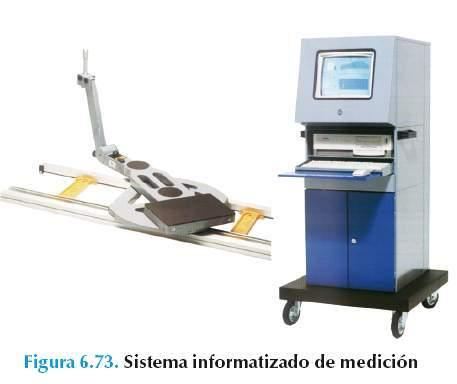 Figura 6.73. Sistema informatizado de medición